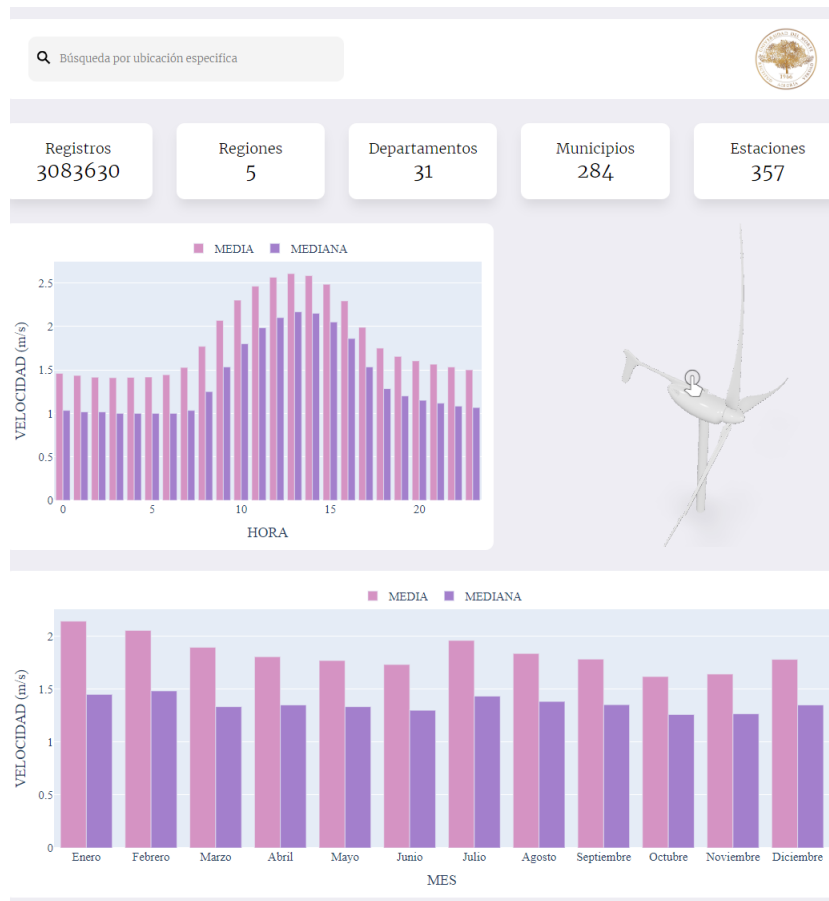 Búsqueda por ubicación especifica
1966
Registros
3083630
Regiones
5
Departamentos
31
Municipios
284
Estaciones
357
MEDIA MEDIANA
2.5
2
1.5
1
0.5
0
VELOCIDAD (m/s)
0 5 10 15 20
HORA
MEDIA MEDIANA
2
1.5
1
0.5
0
VELOCIDAD (m/s)
Enero Febrero Marzo Abril Mayo Junio Julio Agosto Septiembre Octubre Noviembre Diciembre
MES